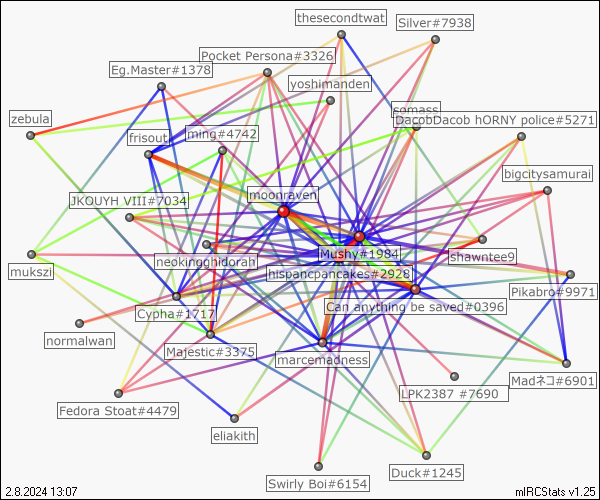 thesecondtwat
Silver#7938
Pocket Persona#3326
Eg.Master#1378
yoshimanden
somass
zebula
DacobDacob hORNY police#5271
frisout
ming#4742
bigcitysamurai
moonraven
JKOUYH VIII#7034
Mushy#1984
shawntee9
mukszi
neokingghidorah
hispancpancakes#2928
Pikabro#9971
Can anything be saved#0396
Cypha#1717
normalwan
Majestic#3375
marcemadness
Madネコ#6901
LPK2387 #7690
Fedora Stoat#4479
eliakith
Duck#1245
Swirly Boi#6154
2.8.2024 13:07
mIRCStats v1.25